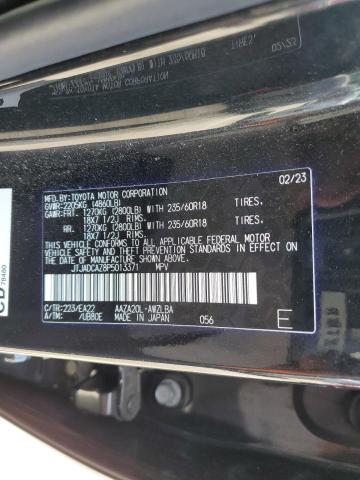 MFD.BY:TOYOTA MOTOR CORPORATION 02/23
GVWR:2205KG (4860LB)
GAWR:FRT. 1270KG (2800LB) WITH 235/60R18 TIRES,
18X7 1/2J RIMS,
RR. 1270KG (2800LB) WITH 235/60R18 TIRES,
18X7 1/2J RIMS,
THIS VEHICLE CONFORMS TO ALL APPLICABLE FEDERAL MOTOR
VEHICLE SAFETY AND THEFT PREVENTION STANDARDS IN EFFECT
ON THE DATE OF MANUFACTURE SHOWN ABOVE.
JTJADCAZ8P5013371 MPV
C/TR:223/EA22 AAZA20L-AWZLBA
A/TM: /UB80E MADE IN JAPAN 056 E
78460